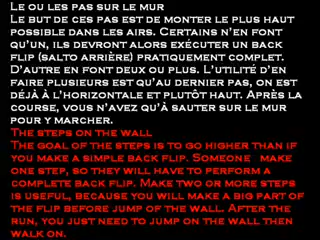 Le ou les pas sur le mur
Le but de ces pas est de monter le plus haut
possible dans les airs. Certains n'en font
qu'un, ils devront alors exécuter un back
flip (salto arrière) pratiquement complet.
D'autre en font deux ou plus. L'utilité d'en
faire plusieurs est qu'au dernier pas, on est
déjà à l'horizontale et plutôt haut. Après la
course, vous n'avez qu'à sauter sur le mur
pour y marcher.
The steps on the wall
The goal of the steps is to go higher than if
you make a simple back flip. Someone make
one step, so they will have to perform a
complete back flip. Make two or more steps
is useful, because you will make a big part of
the flip before jump of the wall. After the
run, you just need to jump on the wall then
walk on.